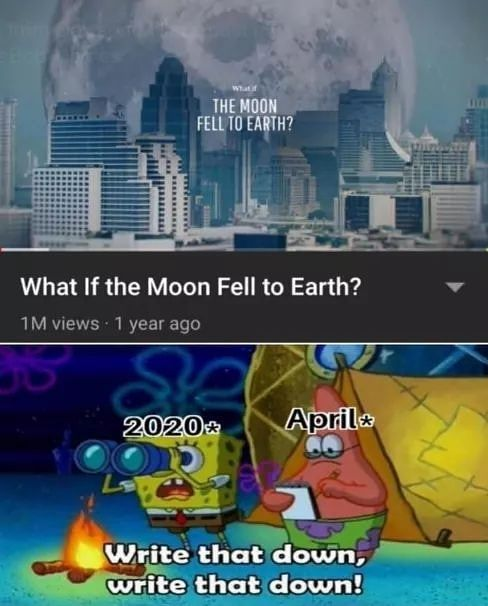 What if
THE MOON
FELL TO EARTH?
What If the Moon Fell to Earth?
1M views · 1 year ago
2020*
April*
Write that down,
write that down!